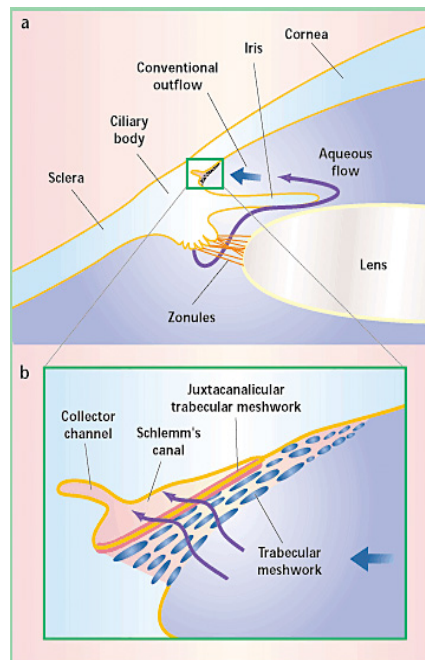 a
Cornea
Iris
Conventional
outflow
Ciliary
body
Aqueous
flow
Sclera
Lens
Zonules
b
Juxtacanalicular
trabecular meshwork
Collector
channel
Schlemm's
canal
Trabecular
meshwork